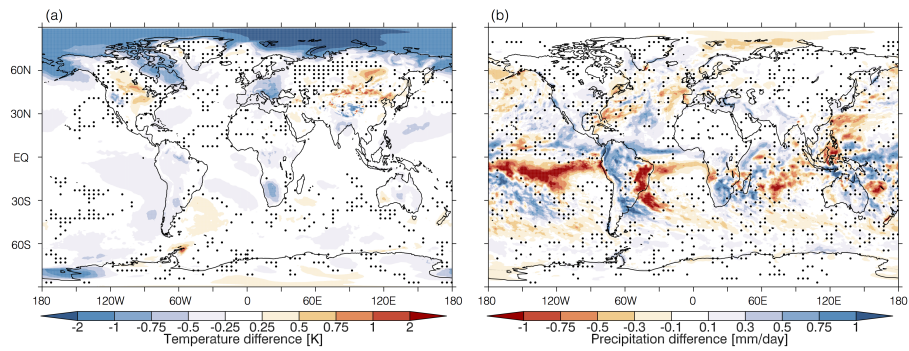 (a)
(b)
60N
30N
EQ
30S
60S
180 120W 60W 0 60E 120E 180
180 120W 60W 0 60E 120E 180
-2 -1 -0.75 -0.5 -0.25 0.25 0.5 0.75 1 2
-1 -0.75 -0.5 -0.3 -0.1 0.1 0.3 0.5 0.75 1
Temperature difference [K]
Precipitation difference [mm/day]